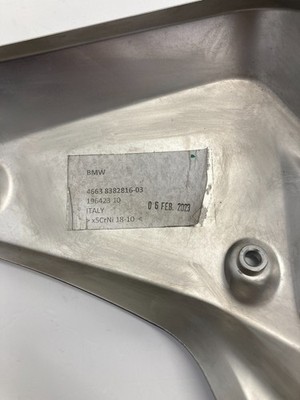 BMW
4663 8382816-03
196428 10
06 FEB. 2023
ITALY
>x5CrNi 18-10<